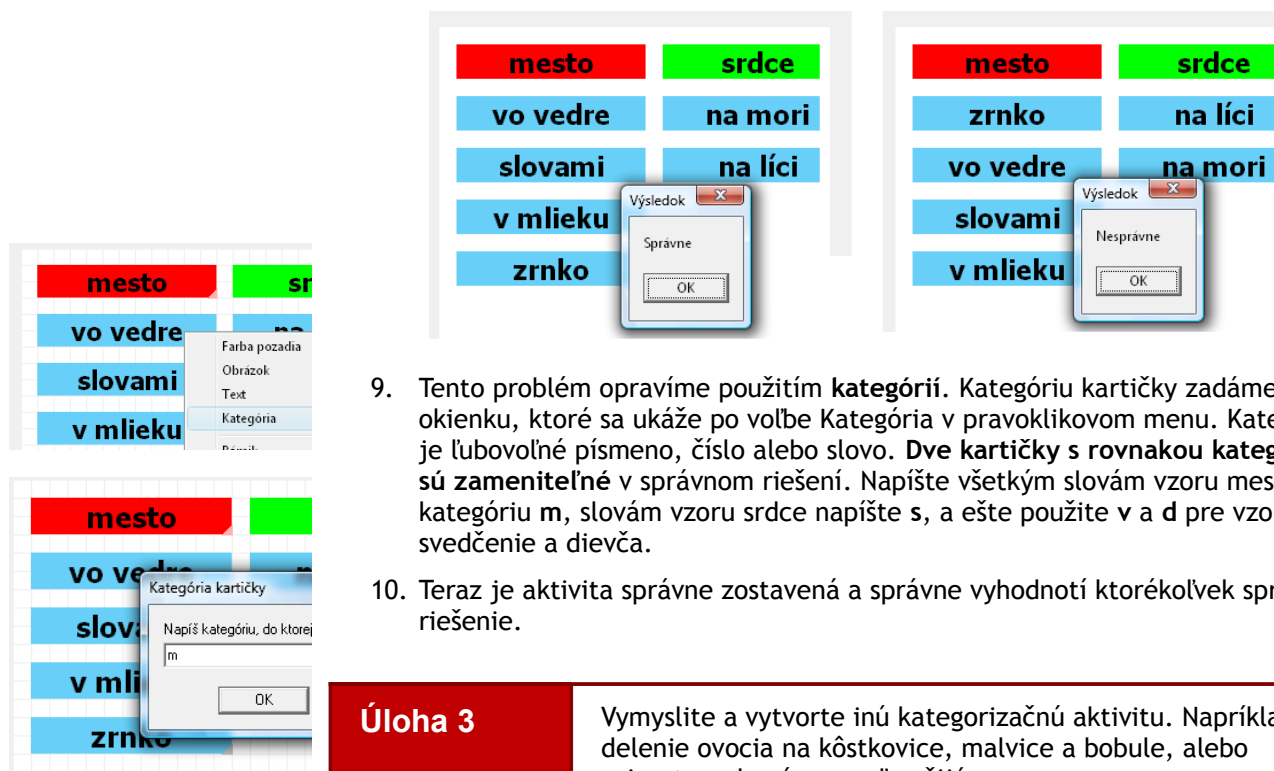 mesto srdce
vo vedre na mori
slovami na líci
v mlieku
zrnko
Výsledok
Správne
OK
mesto srdce
zrnko na líci
vo vedre na mori
slovami
v mlieku
Výsledok
Nesprávne
OK
mesto sr
vo vedre
slovami
v mlieku
Farba pozadia
Obrázok
Text
Kategória
mesto
vo vedre
slov
v mli
zrnko
Kategória kartičky
Napíš kategóriu, do ktorej
m
OK
9. Tento problém opravíme použitím kategórií. Kategóriu kartičky zadáme
okienku, ktoré sa ukáže po voľbe Kategória v pravoklikovom menu. Kate
je ľubovoľné písmeno, číslo alebo slovo. Dve kartičky s rovnakou kateg
sú zameniteľné v správnom riešení. Napíšte všetkým slovám vzoru mes
kategóriu m, slovám vzoru srdce napíšte s, a ešte použite v a d pre vzo
svedčenie a dievča.
10. Teraz je aktivita správne zostavená a správne vyhodnotí ktorékoľvek spr
riešenie.
Úloha 3
Vymyslite a vytvorte inú kategorizačnú aktivitu. Napríkla
delenie ovocia na kôstkovice, malvice a bobule, alebo